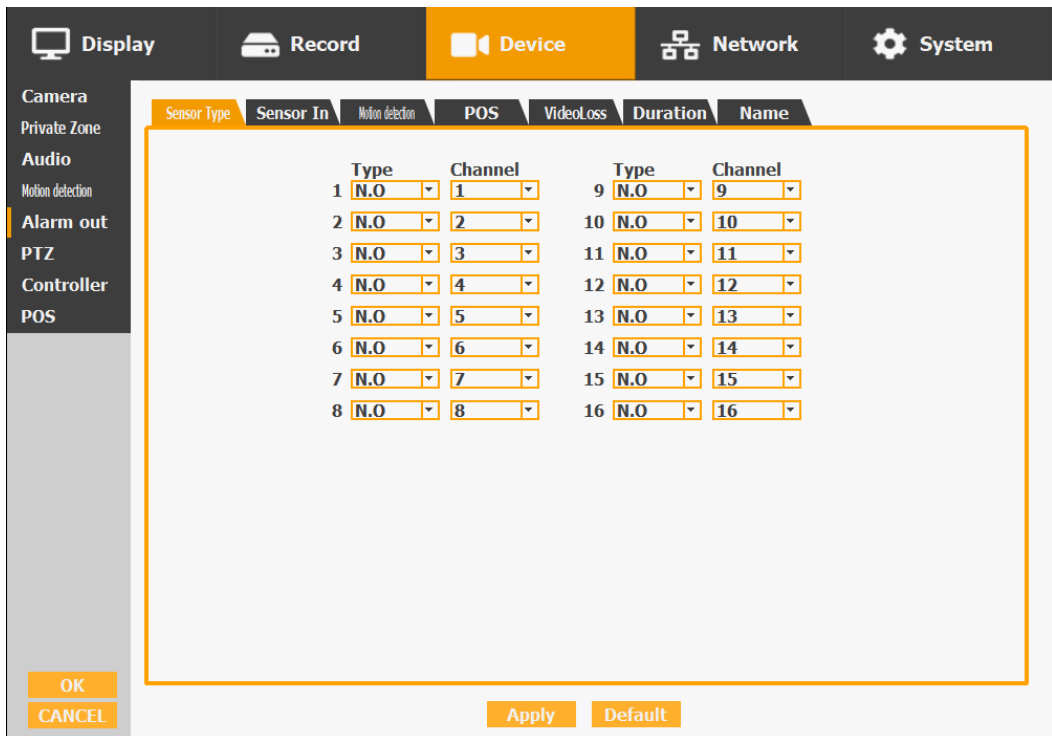 Display Record Device Network System
Camera
Private Zone
Audio
Motion detection
Alarm out
PTZ
Controller
POS
Sensor Type Sensor In Motion detection POS VideoLoss Duration Name
Type Channel Type Channel
1 N.O 1 9 N.O 9
2 N.O 2 10 N.O 10
3 N.O 3 11 N.O 11
4 N.O 4 12 N.O 12
5 N.O 5 13 N.O 13
6 N.O 6 14 N.O 14
7 N.O 7 15 N.O 15
8 N.O 8 16 N.O 16
OK
CANCEL
Apply Default